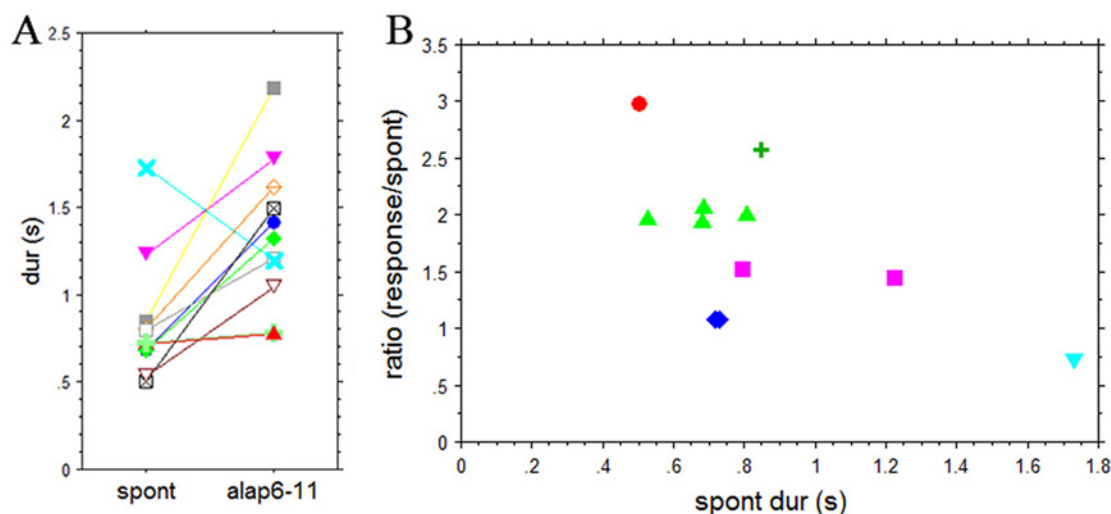 A
dur (s)
2.5
2
1.5
1
.5
0
spont alap6-11
B
ratio (response/spont)
3.5
3
2.5
2
1.5
1
.5
0
0 .2 .4 .6 .8 1 1.2 1.4 1.6 1.8
spont dur (s)